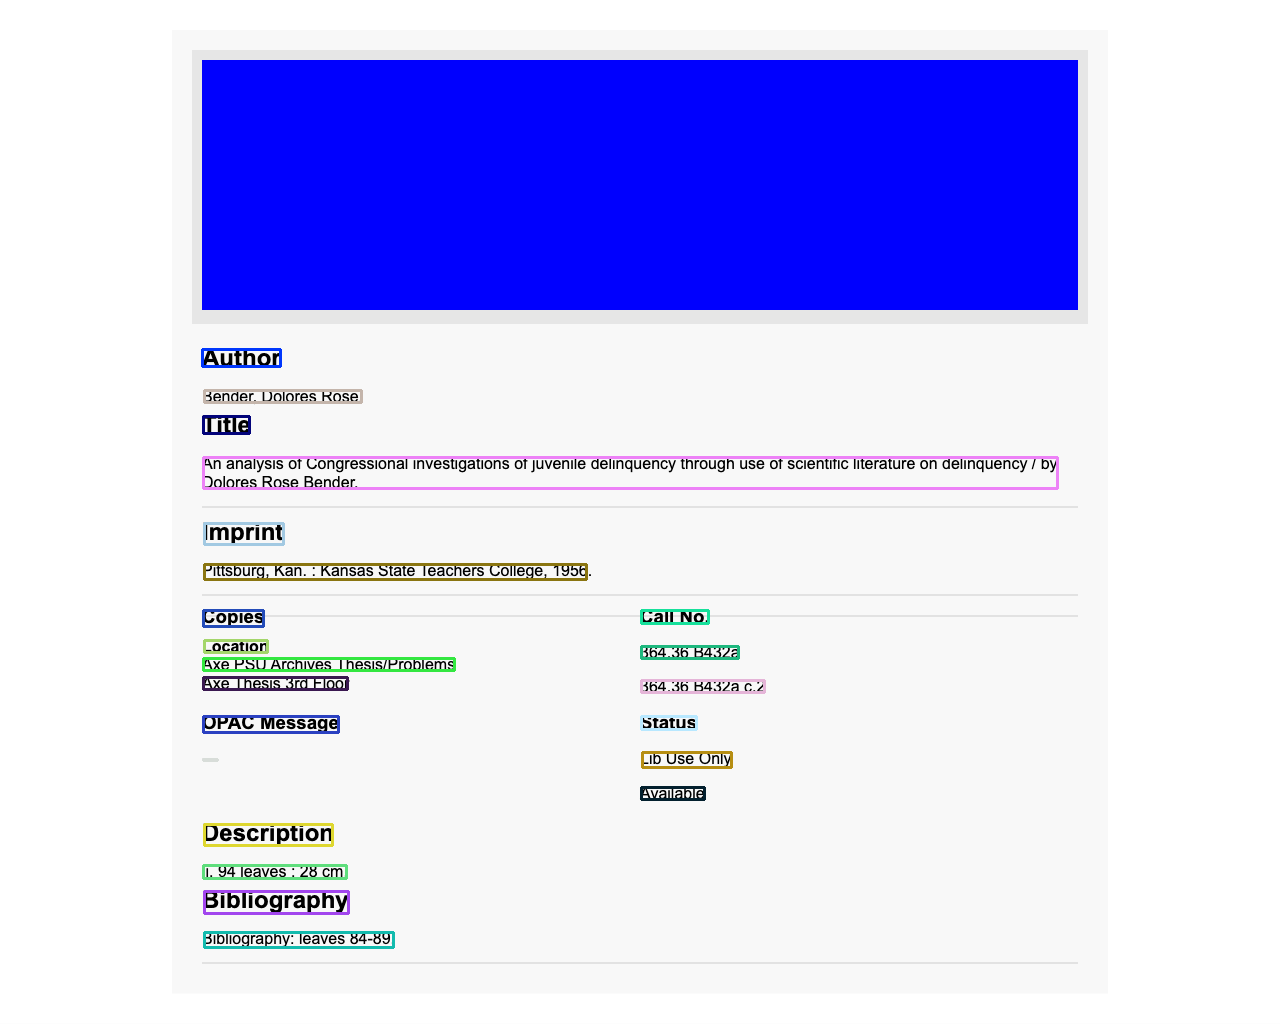 Author
Bender, Dolores Rose.
Title
An analysis of Congressional investigations of juvenile delinquency through use of scientific literature on delinquency / by
Dolores Rose Bender.
Imprint
Pittsburg, Kan. : Kansas State Teachers College, 1956.
Copies
Location
Axe PSU Archives Thesis/Problems
Axe Thesis 3rd Floor
Call No.
364.36 B432a
364.36 B432a c.2
OPAC Message
Status
Lib Use Only
Available
Description
i, 94 leaves : 28 cm.
Bibliography
Bibliography: leaves 84-89.